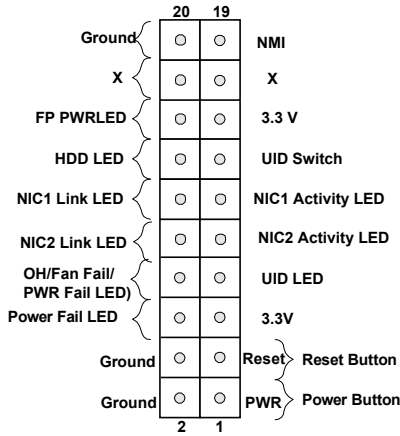 20 19
Ground NMI
X X
FP PWRLED 3.3 V
HDD LED UID Switch
NIC1 Link LED NIC1 Activity LED
NIC2 Link LED NIC2 Activity LED
OH/Fan Fail/
PWR Fail LED) UID LED
Power Fail LED 3.3V
Ground Reset Reset Button
Ground PWR Power Button
2 1